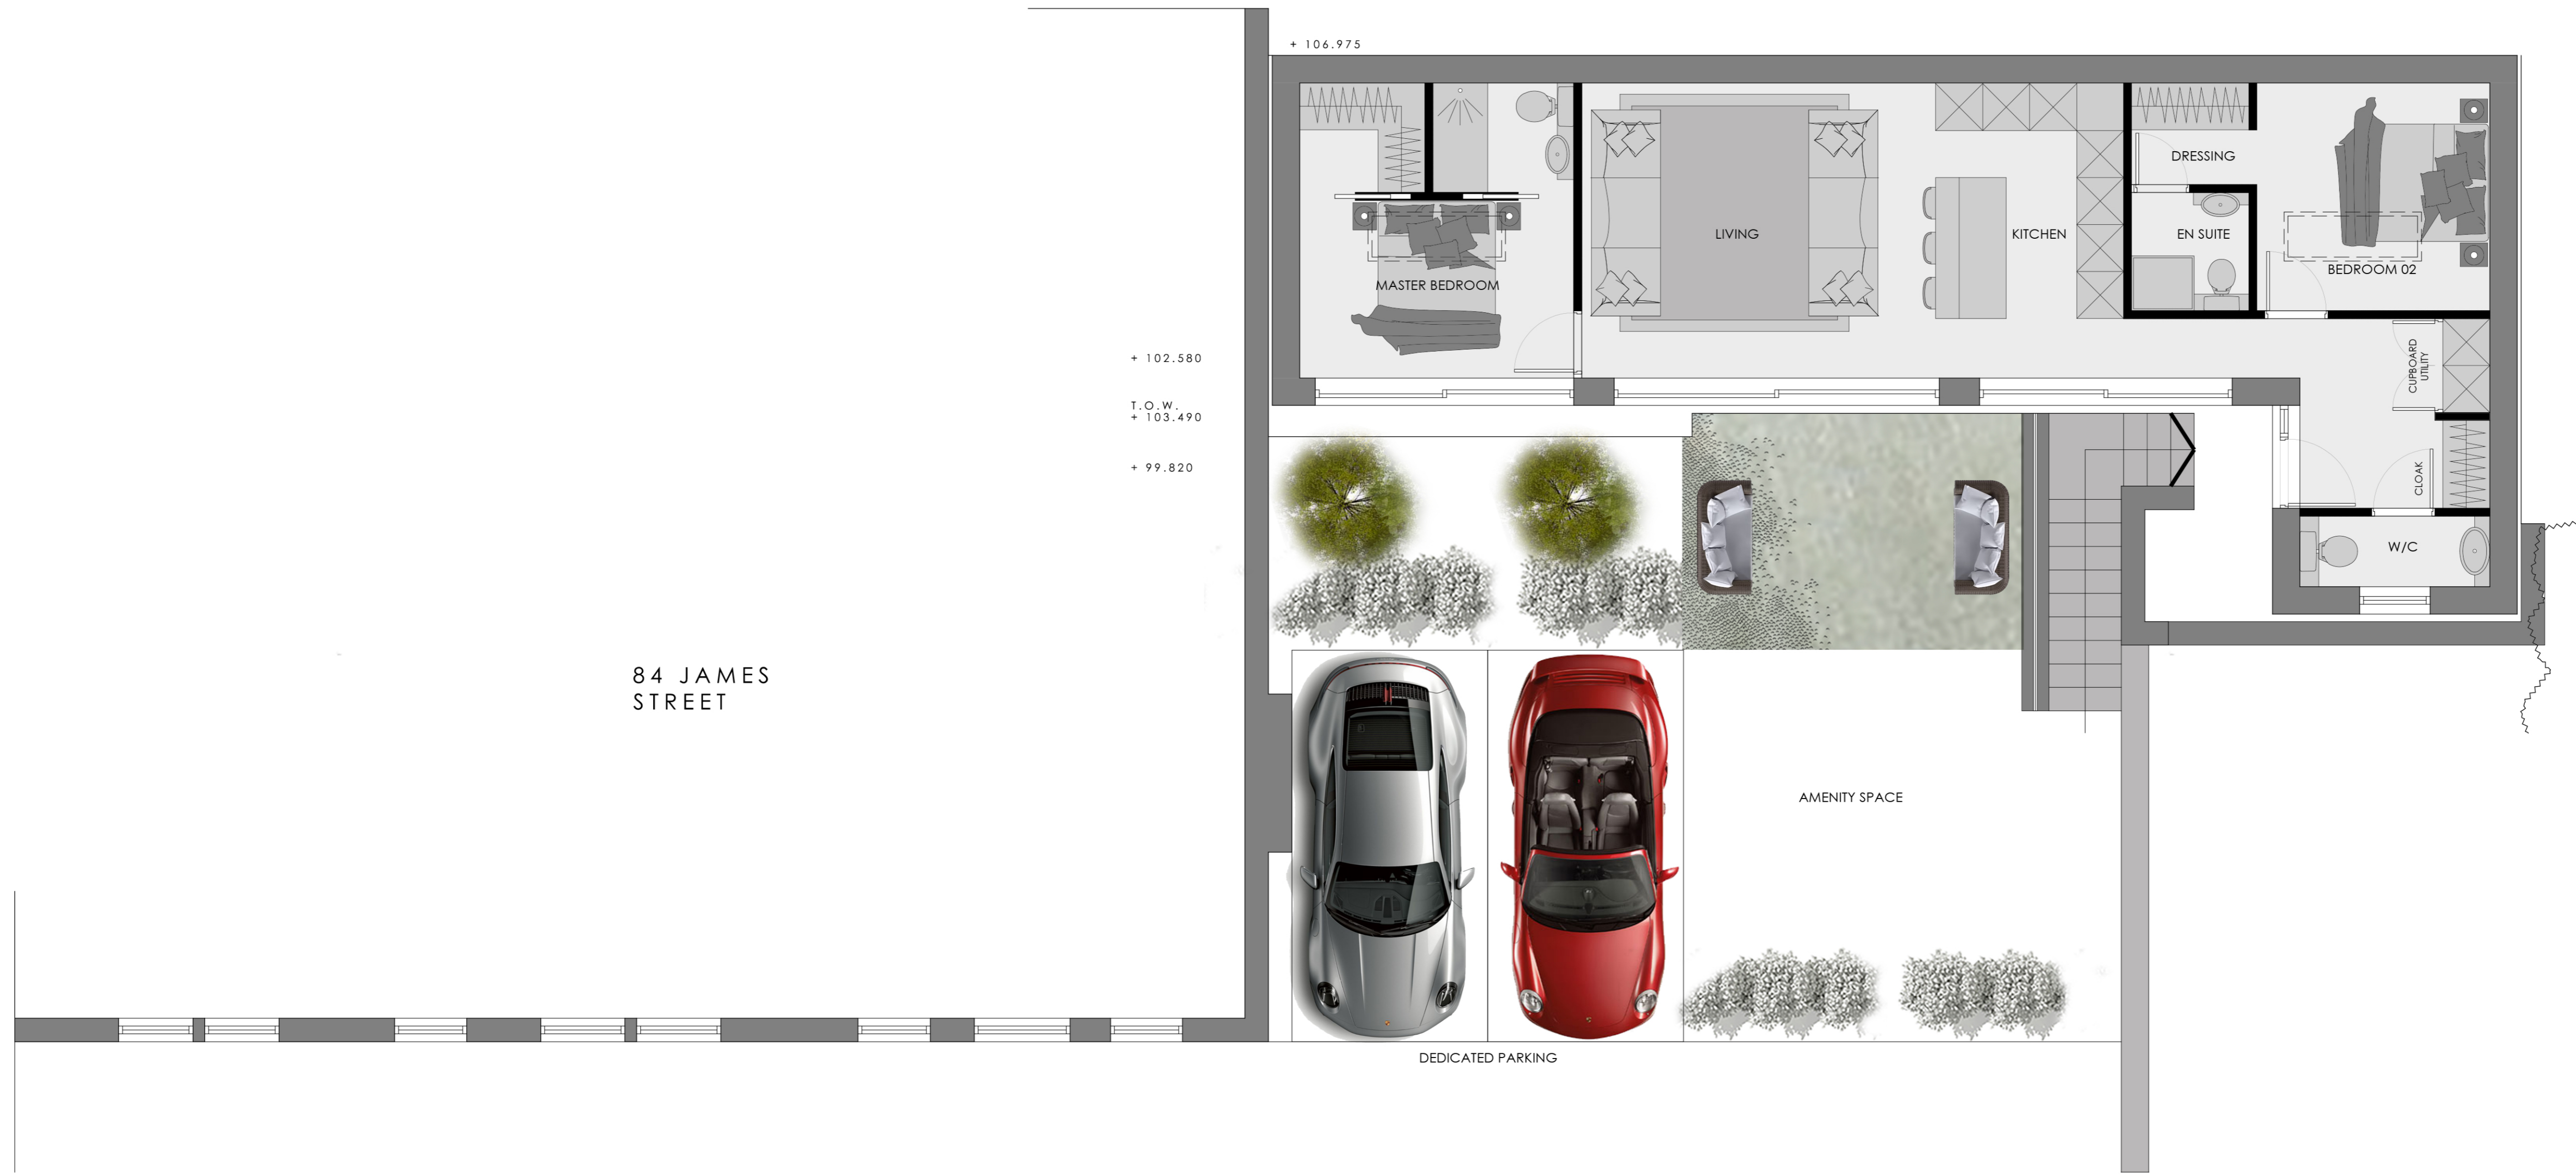 + 106.975
DRESSING
LIVING
KITCHEN
EN SUITE
BEDROOM 02
MASTER BEDROOM
+ 102.580
CUPBOARD
UTILITY
T.O.W.
+ 103.490
+ 99.820
CLOAK
W/C
84 JAMES
STREET
AMENITY SPACE
DEDICATED PARKING